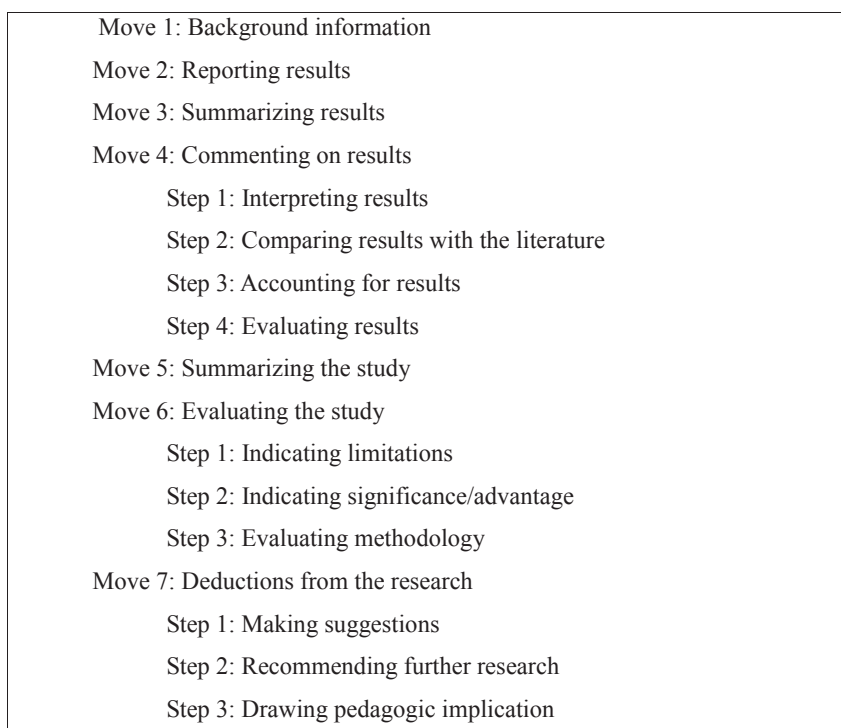 Move 1: Background information
Move 2: Reporting results
Move 3: Summarizing results
Move 4: Commenting on results
Step 1: Interpreting results
Step 2: Comparing results with the literature
Step 3: Accounting for results
Step 4: Evaluating results
Move 5: Summarizing the study
Move 6: Evaluating the study
Step 1: Indicating limitations
Step 2: Indicating significance/advantage
Step 3: Evaluating methodology
Move 7: Deductions from the research
Step 1: Making suggestions
Step 2: Recommending further research
Step 3: Drawing pedagogic implication